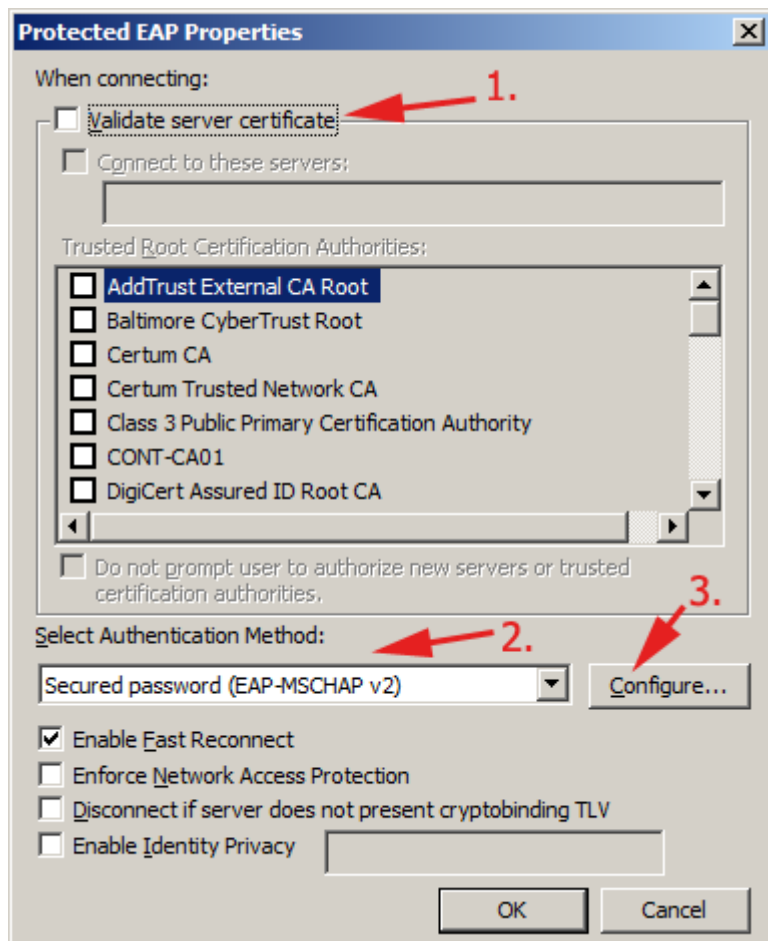 Protected EAP Properties
When connecting:
1.
Validate server certificate
Connect to these servers:
Trusted Root Certification Authorities:
AddTrust External CA Root
Baltimore CyberTrust Root
Certum CA
Certum Trusted Network CA
Class 3 Public Primary Certification Authority
CONT-CA01
DigiCert Assured ID Root CA
Do not prompt user to authorize new servers or trusted
certification authorities.
3.
Select Authentication Method:
2.
Secured password (EAP-MSCHAP v2)
Configure...
Enable Fast Reconnect
Enforce Network Access Protection
Disconnect if server does not present cryptobinding TLV
Enable Identity Privacy
OK
Cancel